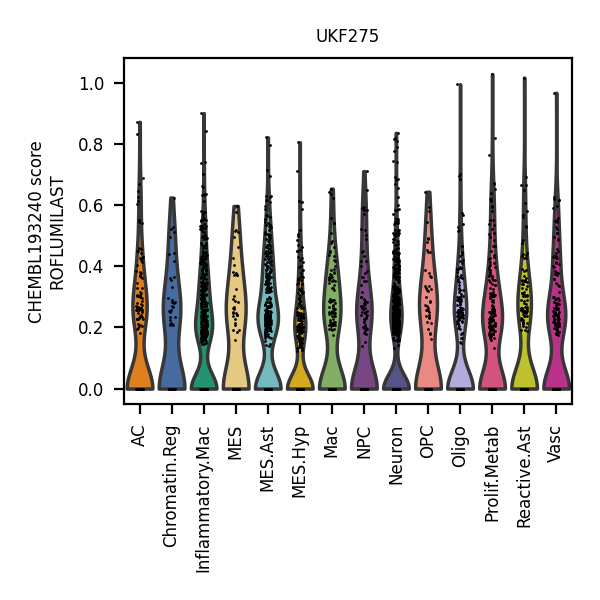 UKF275
CHEMBL193240 score
ROFLUMILAST
1.0
0.8
0.6
0.4
0.2
0.0
AC
Chromatin.Reg
Inflammatory.Mac
MES
MES.Ast
MES.Hyp
Mac
NPC
Neuron
OPC
Oligo
Prolif.Metab
Reactive.Ast
Vasc